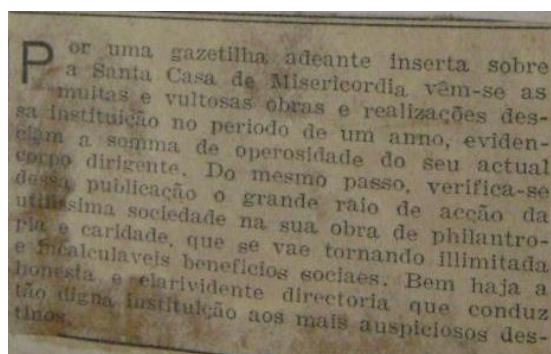 Por uma gazetilha adeante inserta sobre
a Santa Casa de Misericordia vêm-se as
muitas e vultosas obras e realizações des-
sa instituição no periodo de um anno, eviden-
ciam a somma de operosidade do seu actual
corpo dirigente. Do mesmo passo, verifica-se
dessa publicação o grande raio de acção da
utilissima sociedade na sua obra de philantro-
pia e caridade, que se vae tornando illimitada
e incalculaveis beneficios sociaes. Bem haja a
honesta e clarividente directoria que conduz
tão digna instituição aos mais auspiciosos des-
tinos.